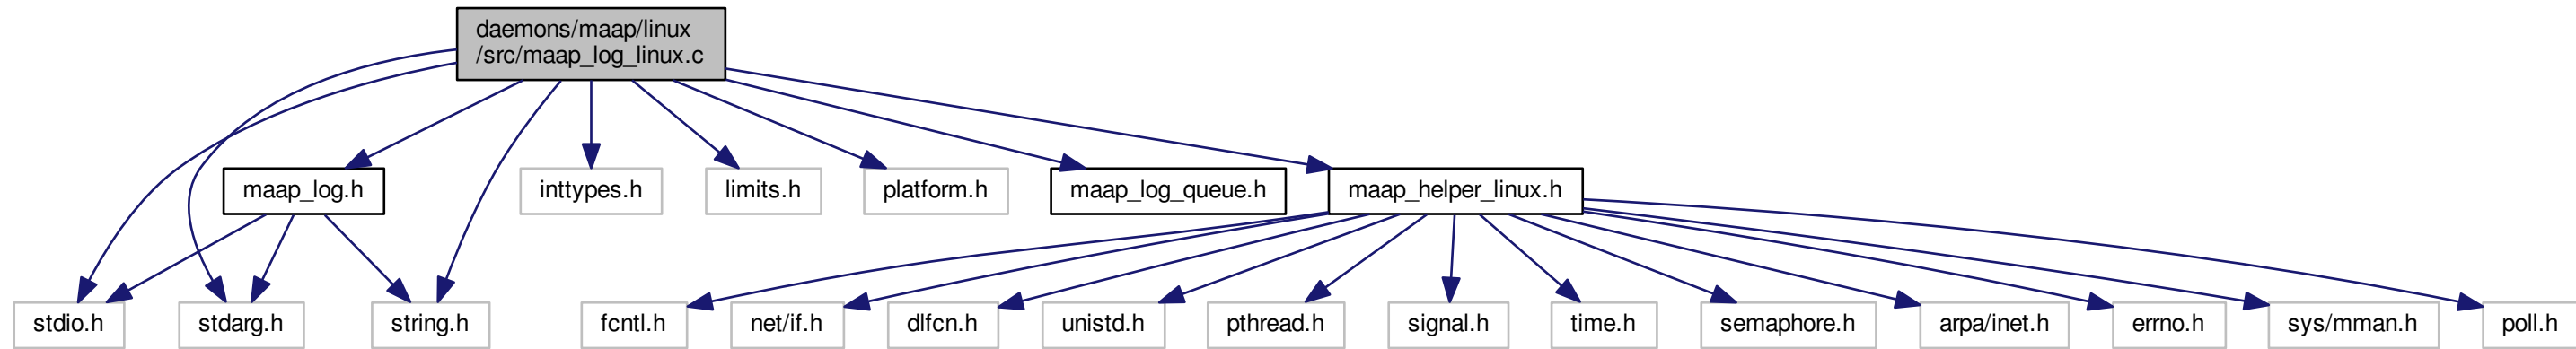 daemons/maap/linux
/src/maap_log_linux.c
maap_log.h
inttypes.h
limits.h
platform.h
maap_log_queue.h
maap_helper_linux.h
stdio.h
stdarg.h
string.h
fcntl.h
net/if.h
dlfcn.h
unistd.h
pthread.h
signal.h
time.h
semaphore.h
arpa/inet.h
errno.h
sys/mman.h
poll.h